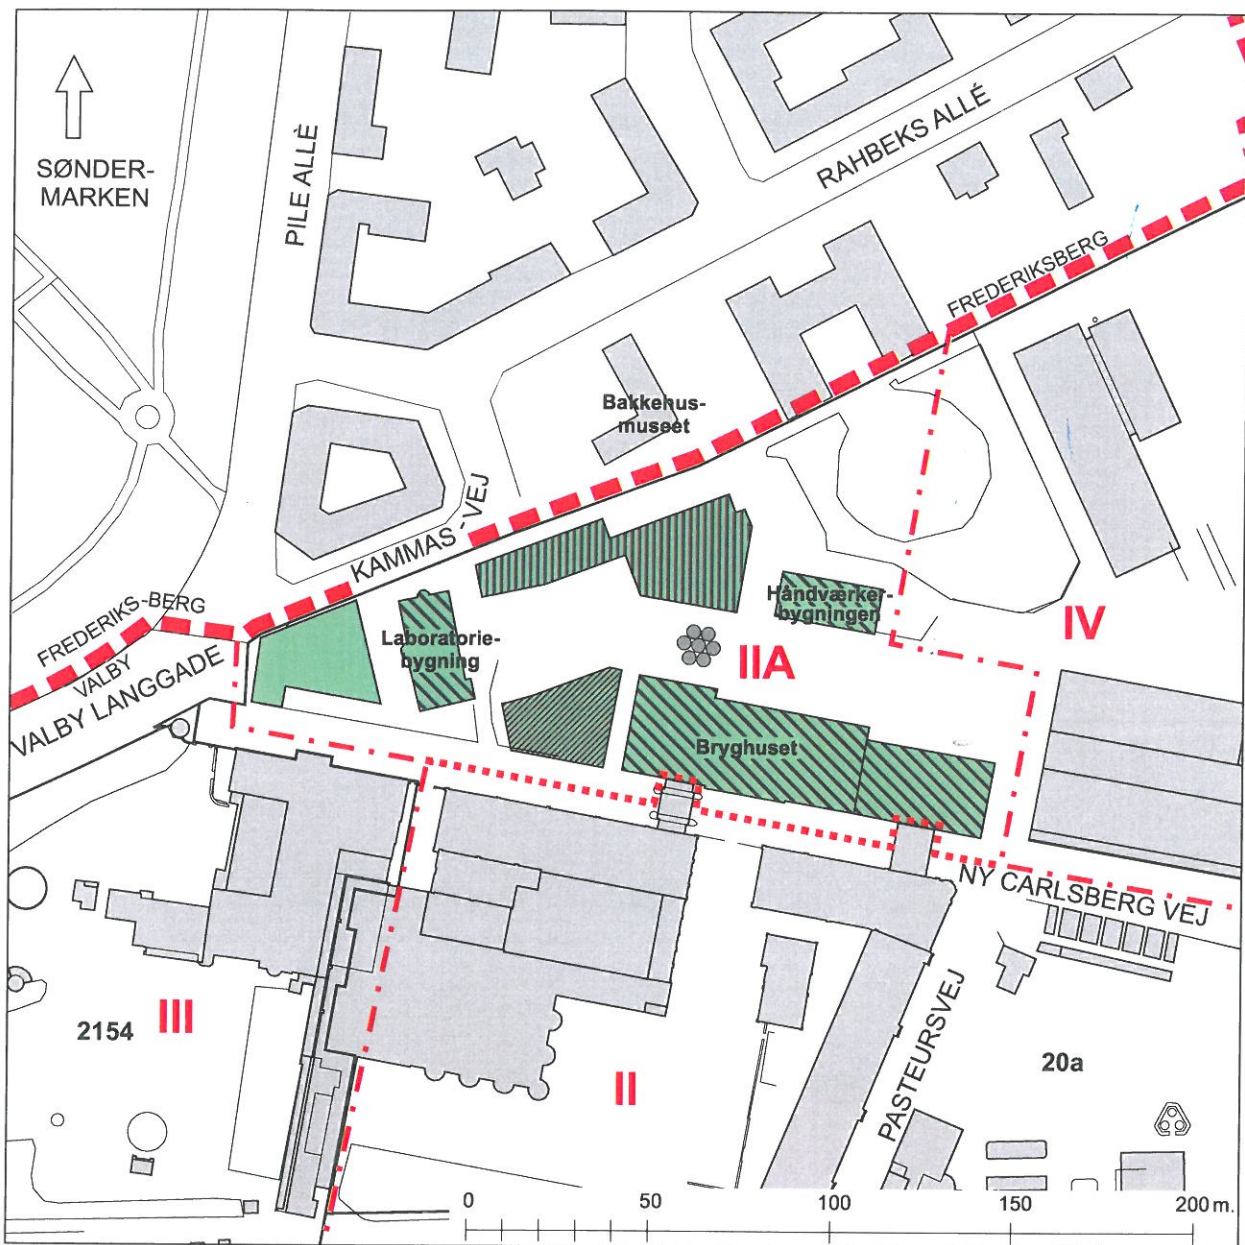 SØNDER-
MARKEN
PILE ALLÈ
RAHBEKS ALLÉ
FREDERIKSBERG
Bakkehus-
museet
KAMMAS-VEJ
FREDERIKS-BERG
VALBY
VALBY LANGGADE
Laboratorie-
bygning
Håndværker-
bygningen
IV
IIA
Bryghuset
NY CARLSBERG VEJ
III
2154
II
PASTEURSVEJ
20a
0 50 100 150 200 m.